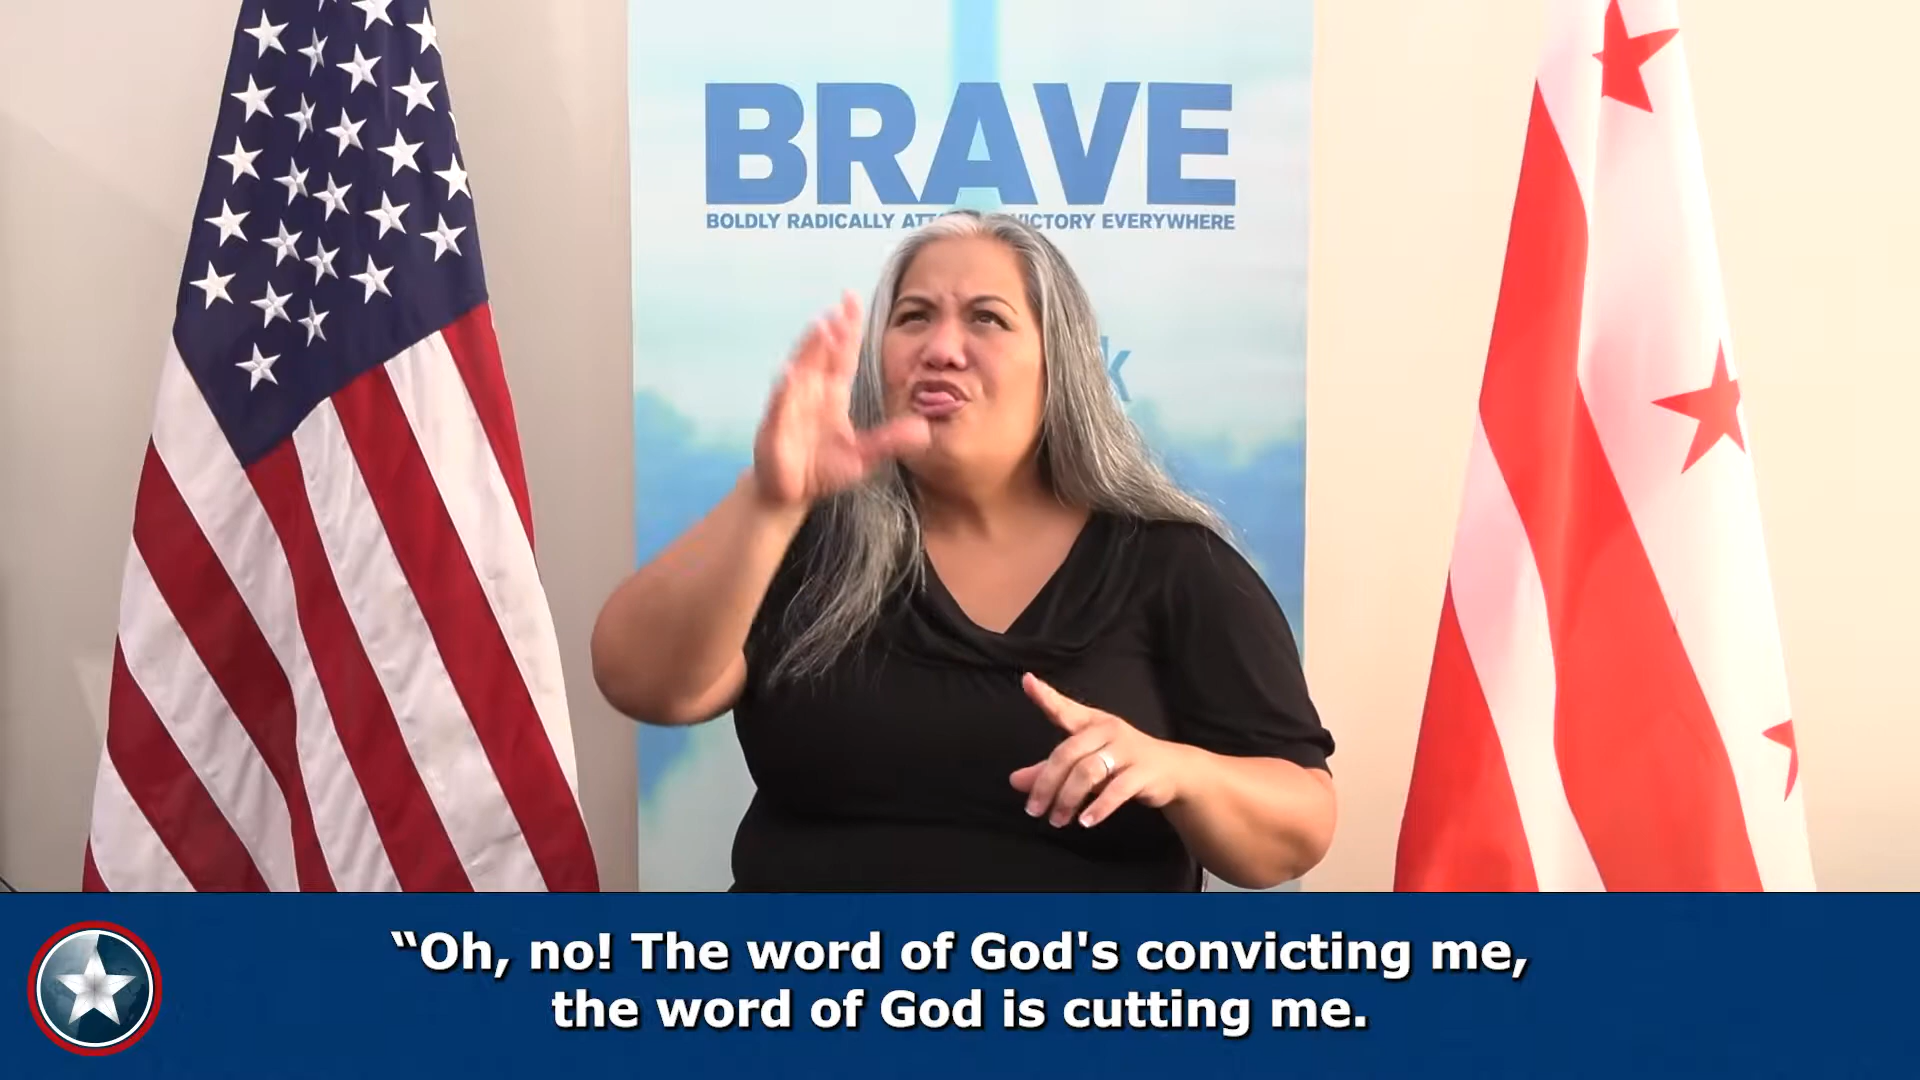 BRAVE
BOLDLY RADICALLY VICTORY EVERYWHERE
k
“Oh, no! The word of God's convicting me,
the word of God is cutting me.